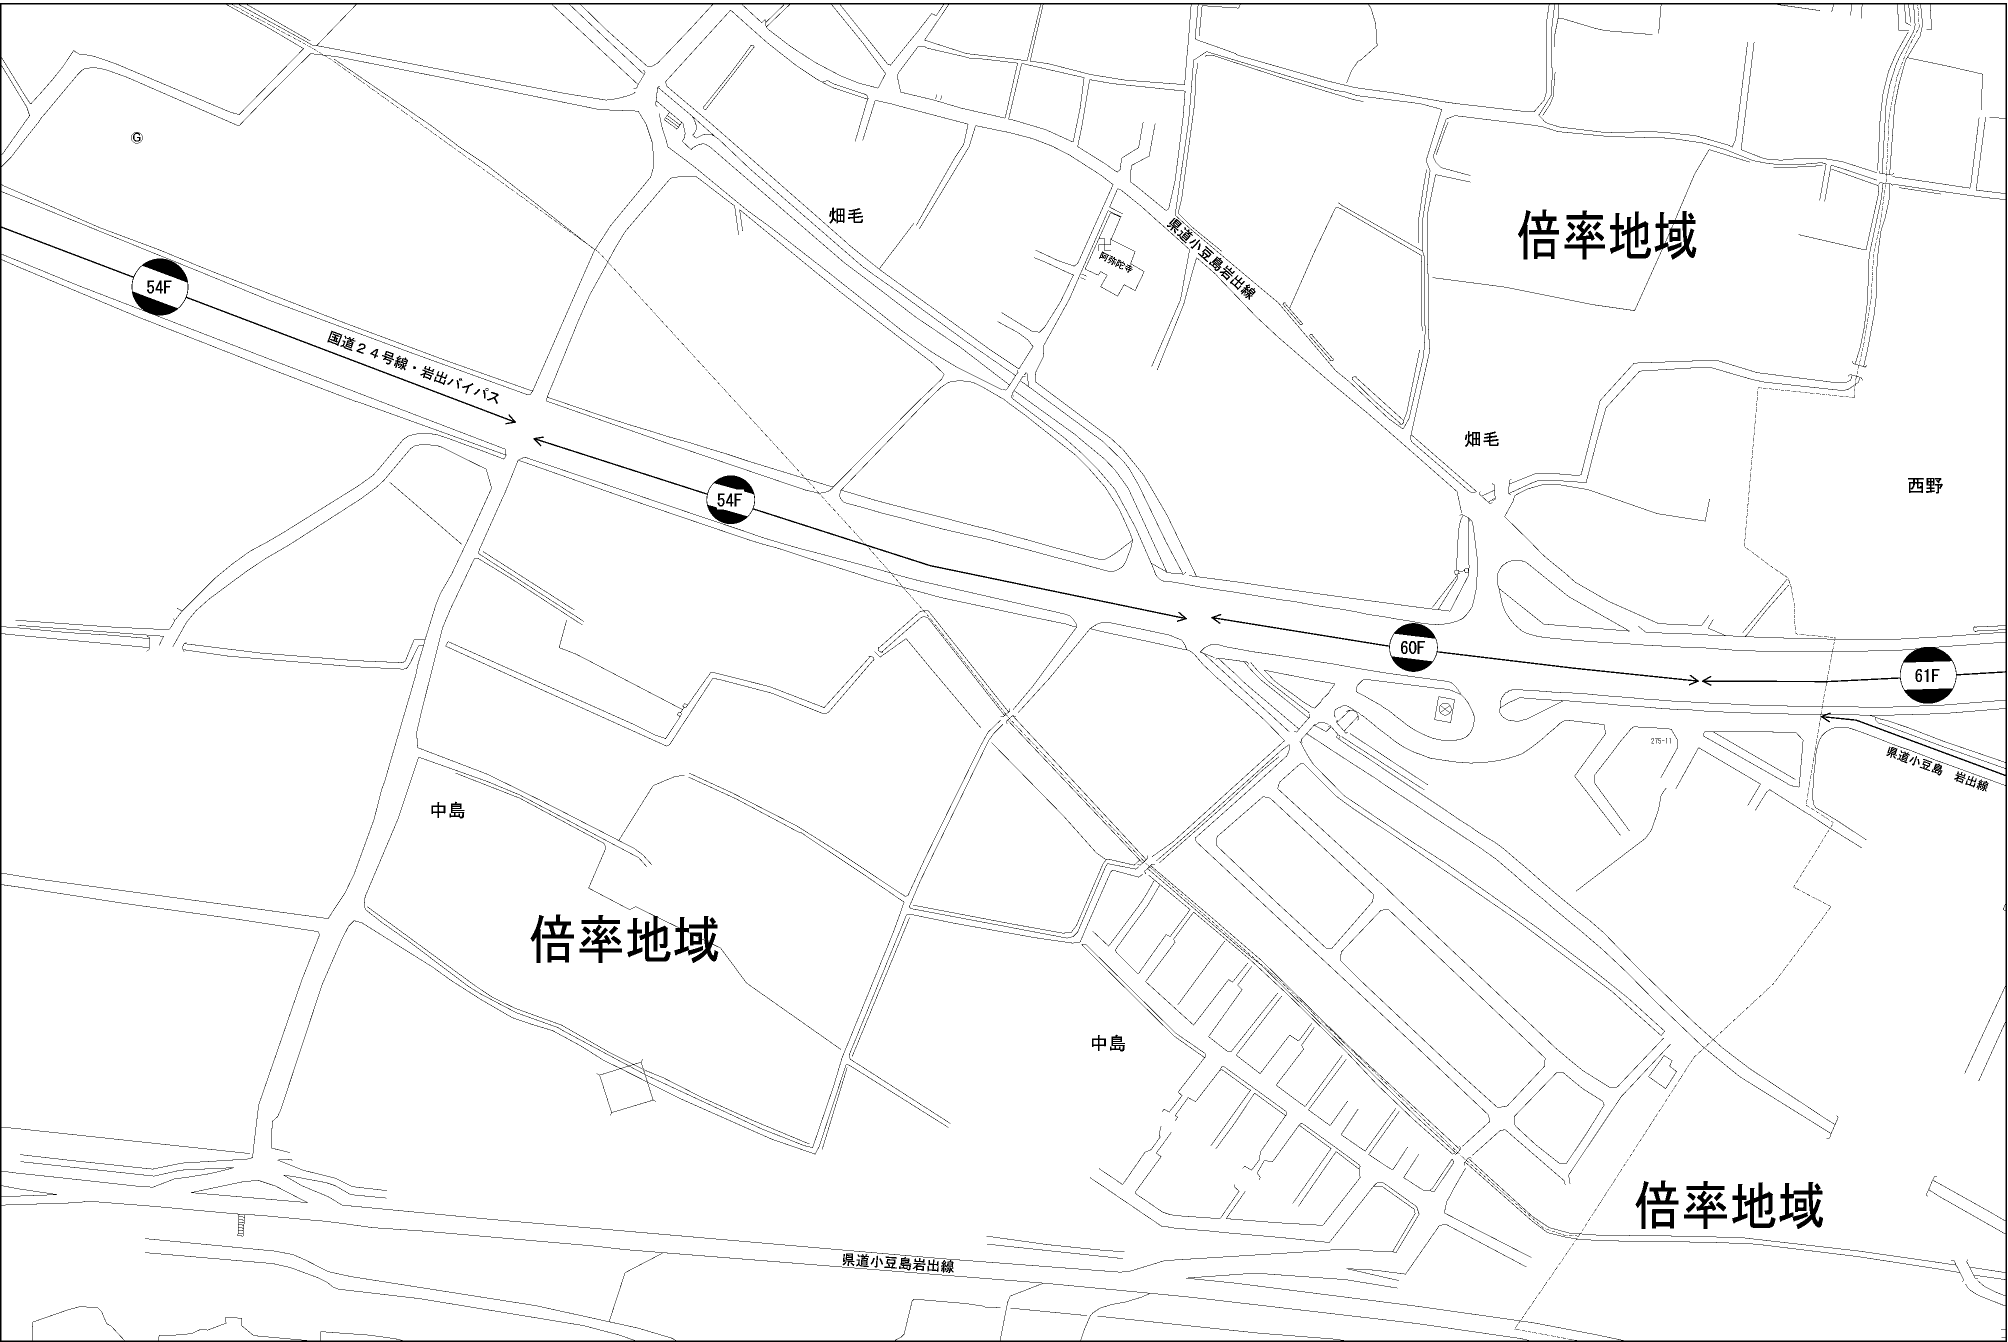 G
畑毛
県道小豆島岩出線
倍率地域
阿弥陀寺
54F
国道24号線・岩出バイパス
畑毛
西野
54F
60F
61F
275-11
県道小豆島 岩出線
中島
倍率地域
中島
倍率地域
県道小豆島岩出線